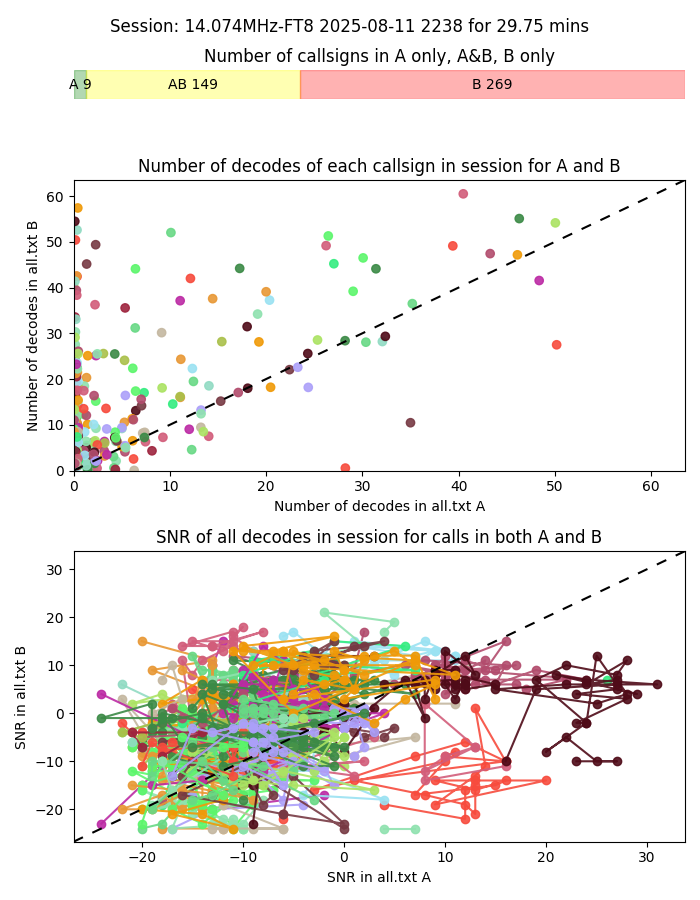 Session: 14.074MHz-FT8 2025-08-11 2238 for 29.75 mins
Number of callsigns in A only, A&B, B only
A 9 AB 149 B 269
Number of decodes of each callsign in session for A and B
60
50
40
30
20
10
0
Number of decodes in all.txt B
0 10 20 30 40 50 60
Number of decodes in all.txt A
SNR of all decodes in session for calls in both A and B
30
20
10
0
−10
−20
SNR in all.txt B
−20 −10 0 10 20 30
SNR in all.txt A